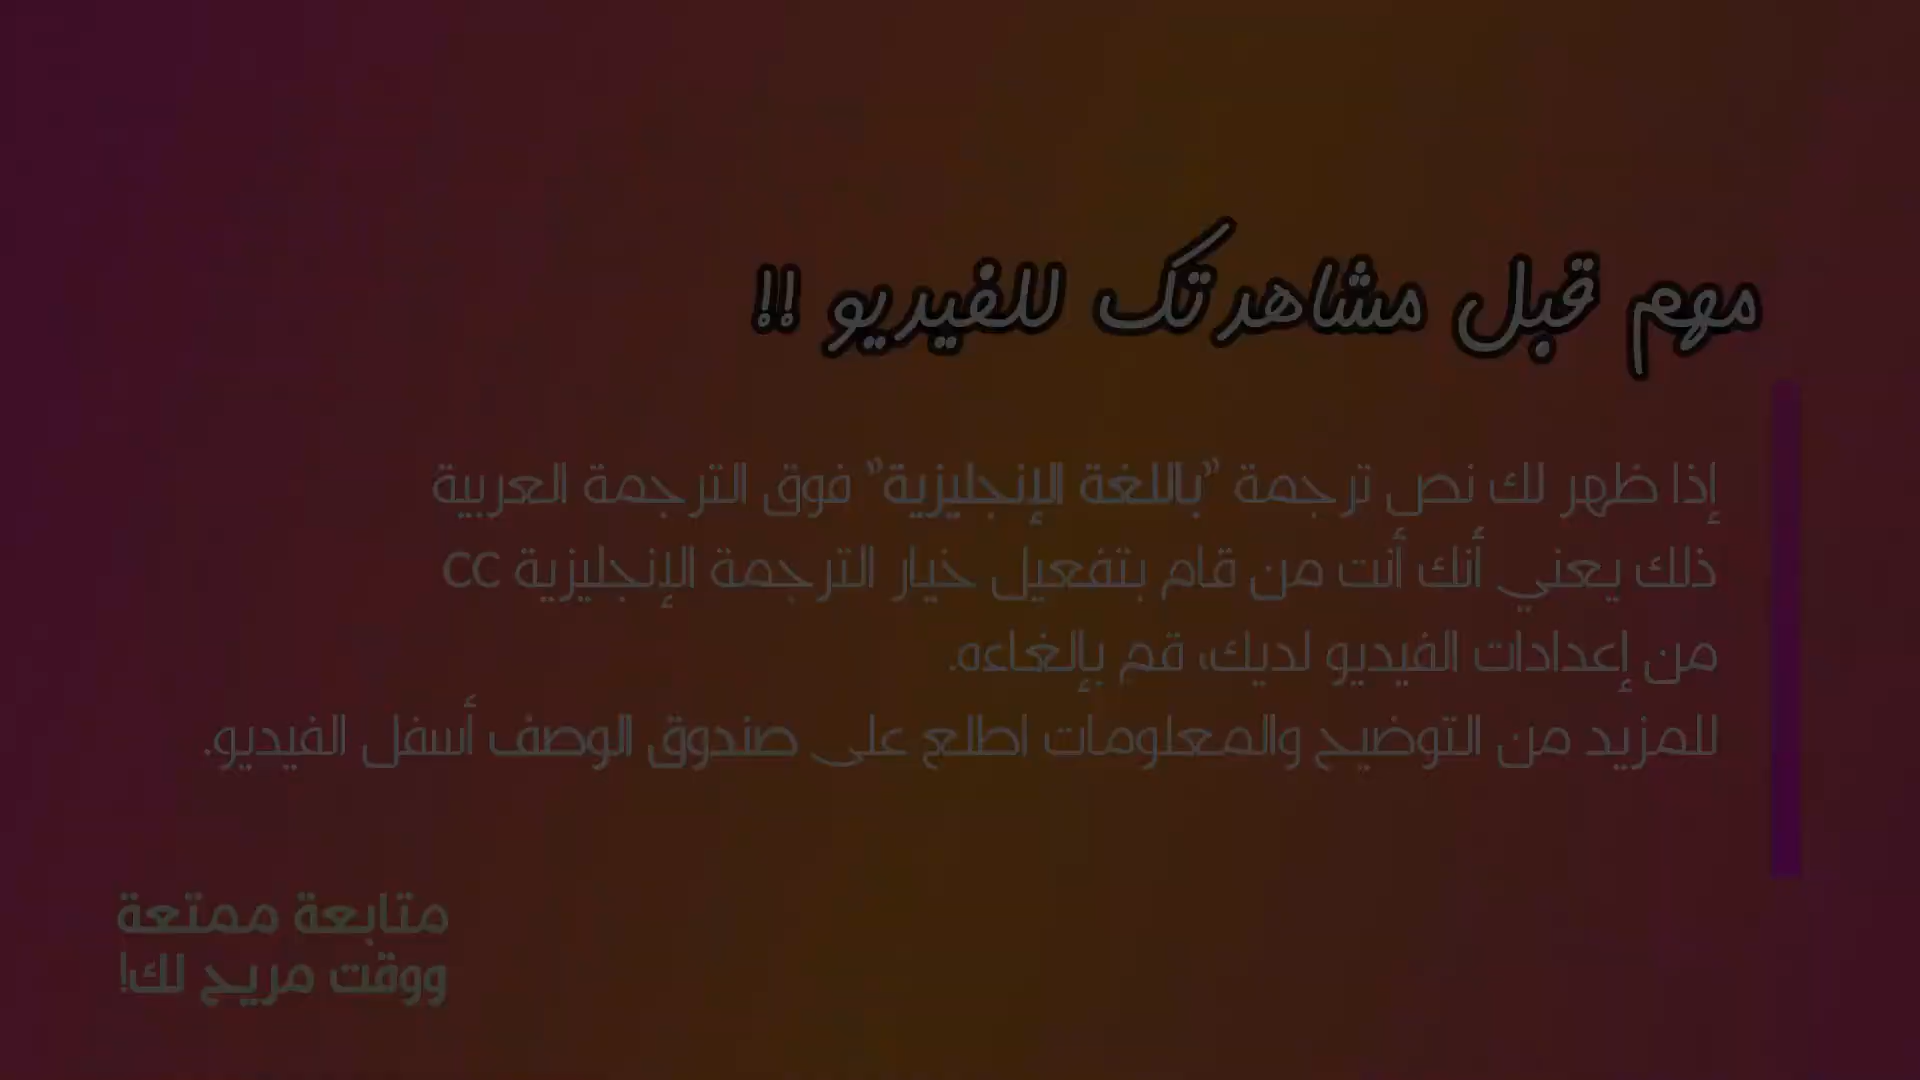 مهم قبل مشاهدتك للفيديو !!
إذا ظهر لك نص ترجمة "باللغة الإنجليزية" فوق الترجمة العربية
ذلك يعني أنك أنت من قام بتفعيل خيار الترجمة الإنجليزية CC
من إعدادات الفيديو لديك، قم بإلغاءه.
للمزيد من التوضيح والمعلومات اطلع على صندوق الوصف أسفل الفيديو.
متابعة ممتعة
ووقت مريح لك!